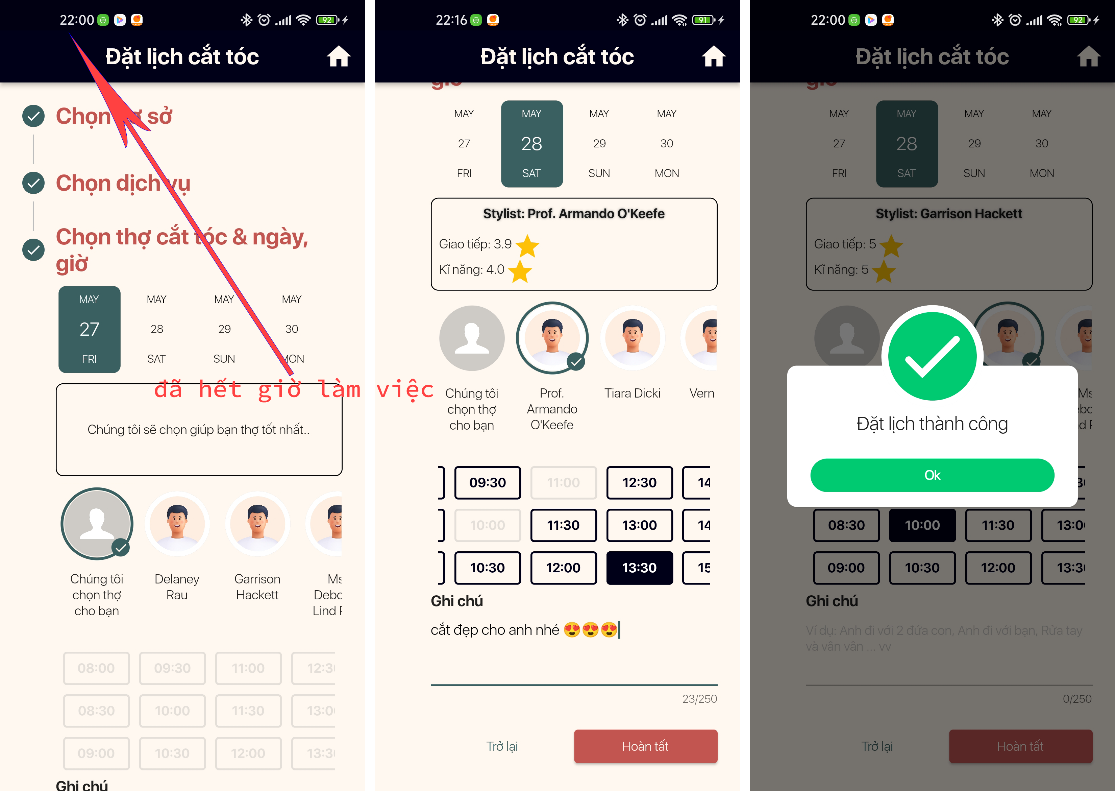 22:00
92
Đặt lịch cắt tóc
Chọn cơ sở
Chọn dịch vụ
Chọn thợ cắt tóc & ngày,
giờ
MAY MAY MAY MAY
27 28 29 30
FRI SAT SUN MON
đã hết giờ làm việc
Chúng tôi sẽ chọn giúp bạn thợ tốt nhất..
Chúng tôi
chọn thợ
cho bạn
Delaney
Rau
Garrison
Hackett
Ms
Debo
Lind F
08:00 09:30 11:00 12:3
08:30 10:00 11:30 13:0
09:00 10:30 12:00 13:3
Ghi chú
22:16
91
Đặt lịch cắt tóc
giờ
MAY MAY MAY MAY
27 28 29 30
FRI SAT SUN MON
Stylist: Prof. Armando O'Keefe
Giao tiếp: 3.9
Kĩ năng: 4.0
Chúng tôi
chọn thợ
cho bạn
Prof.
Armando
O'Keefe
Tiara Dicki
Vern
09:30 11:00 12:30 14
10:00 11:30 13:00 14
10:30 12:00 13:30 15
Ghi chú
cắt đẹp cho anh nhé 😍😍😍
23/250
Trở lại Hoàn tất
22:00
92
Đặt lịch cắt tóc
giờ
MAY MAY MAY MAY
27 28 29 30
FRI SAT SUN MON
Stylist: Garrison Hackett
Giao tiếp: 5
Kĩ năng: 5
Đặt lịch thành công
Ok
Ms
ebo
nd F
08:30 10:00 11:30 13:0
09:00 10:30 12:00 13:3
Ghi chú
Ví dụ: Anh đi với 2 đứa con, Anh đi với bạn, Rửa tay
và vân vân ... vv
0/250
Trở lại Hoàn tất